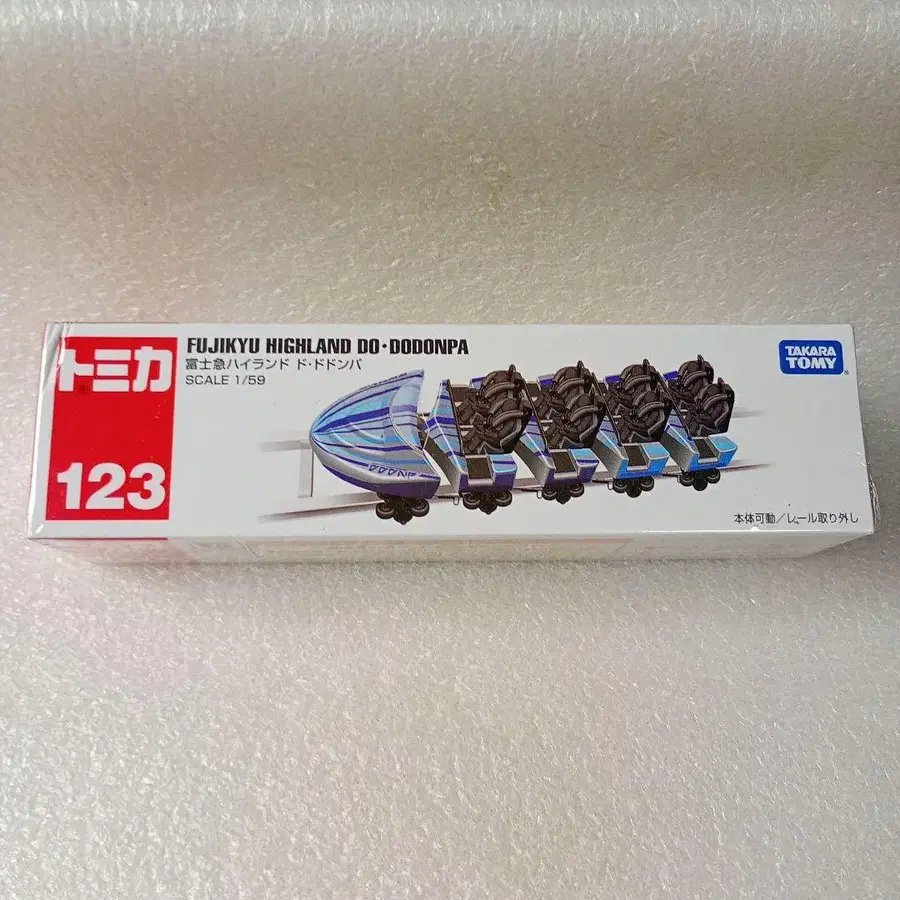 トミカ
123
FUJIKYU HIGHLAND DO・DODONPA
富士急ハイランド ド・ドドンパ
SCALE 1/59
TAKARA
TOMY®
本体可動/レール取り外し